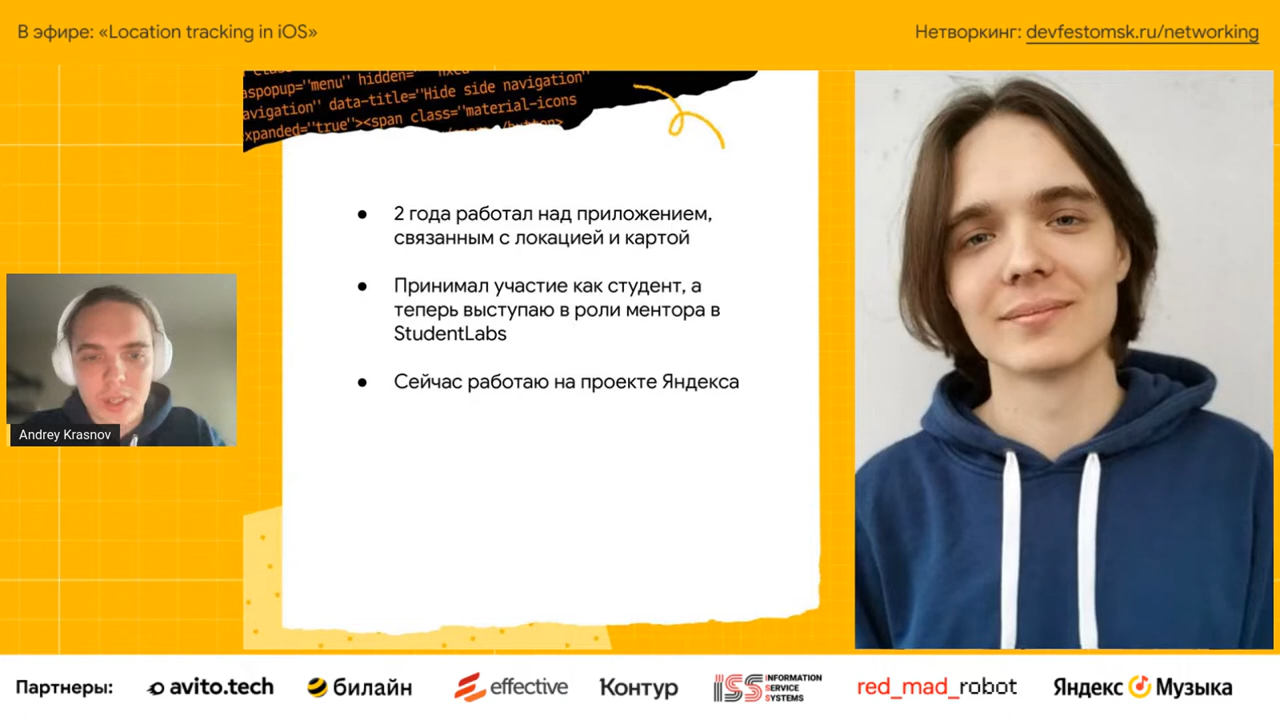 В эфире: «Location tracking in iOS»
Нетворкинг: devfestomsk.ru/networking
aspopup="menu" hidden="
avigation" data-title="Hide side navigation"
xpanded="true"><span class="material-icons
● 2 года работал над приложением,
связанным с локацией и картой
● Принимал участие как студент, а
теперь выступаю в роли ментора в
StudentLabs
● Сейчас работаю на проекте Яндекса
Andrey Krasnov
Партнеры: avito.tech билайн effective Контур ISS INFORMATION SERVICE SYSTEMS red_mad_robot Яндекс Музыка